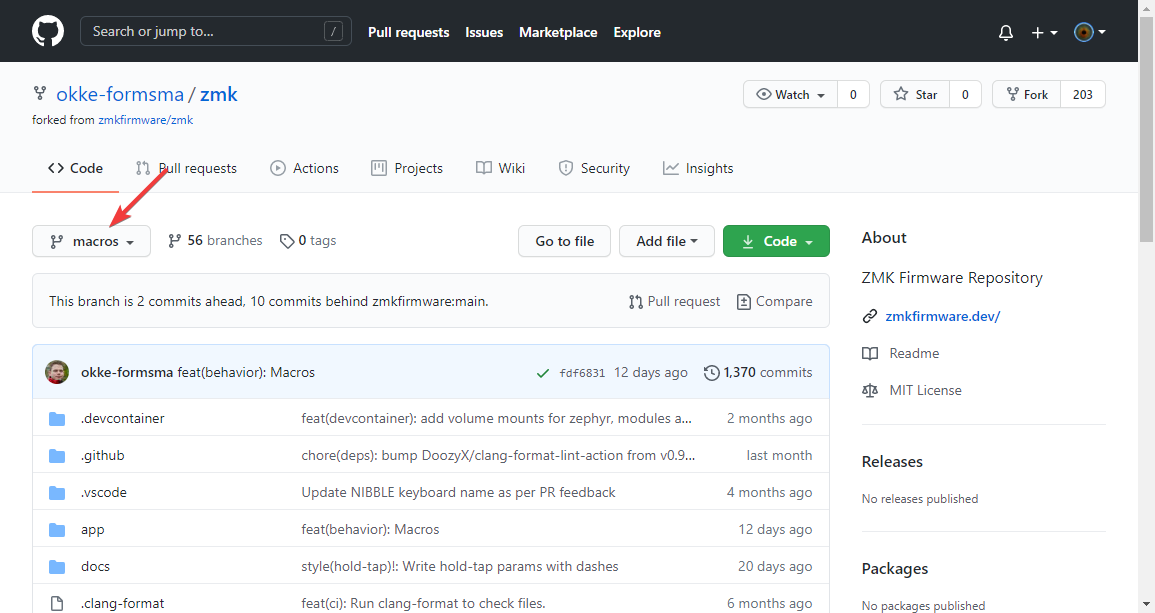 Search or jump to... /
Pull requests Issues Marketplace Explore
okke-formsma / zmk
forked from zmkfirmware/zmk
Watch 0 Star 0 Fork 203
Code Pull requests Actions Projects Wiki Security Insights
macros 56 branches 0 tags Go to file Add file Code
This branch is 2 commits ahead, 10 commits behind zmkfirmware:main. Pull request Compare
okke-formsma feat(behavior): Macros fdf6831 12 days ago 1,370 commits
.devcontainer feat(devcontainer): add volume mounts for zephyr, modules a... 2 months ago
.github chore(deps): bump DoozyX/clang-format-lint-action from v0.9... last month
.vscode Update NIBBLE keyboard name as per PR feedback 4 months ago
app feat(behavior): Macros 12 days ago
docs style(hold-tap)!: Write hold-tap params with dashes 20 days ago
.clang-format feat(ci): Run clang-format to check files. 6 months ago
About
ZMK Firmware Repository
zmkfirmware.dev/
Readme
MIT License
Releases
No releases published
Packages
No packages published